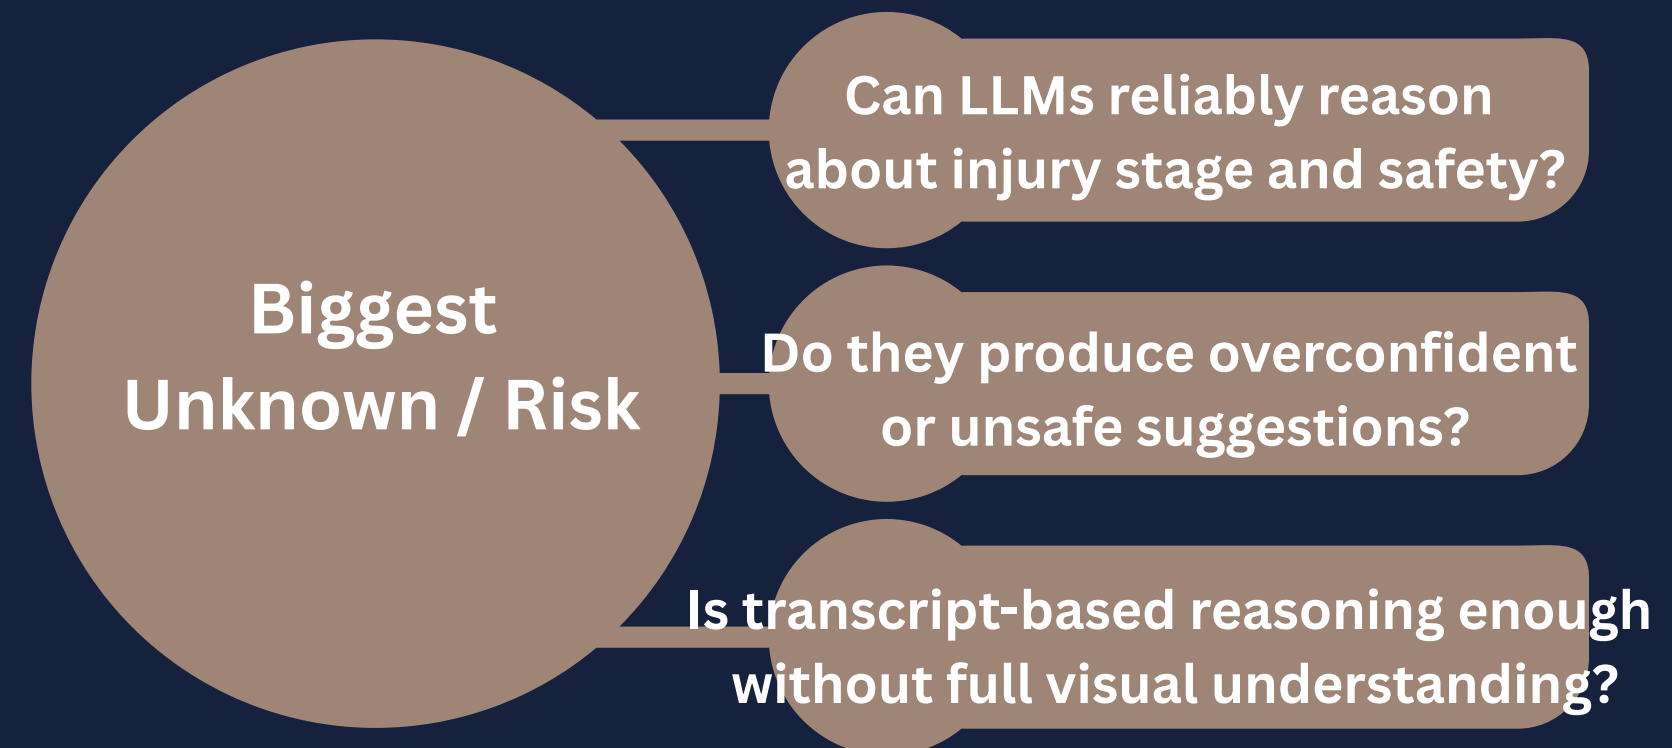 Biggest
Unknown / Risk
Can LLMs reliably reason
about injury stage and safety?
Do they produce overconfident
or unsafe suggestions?
Is transcript-based reasoning enough
without full visual understanding?